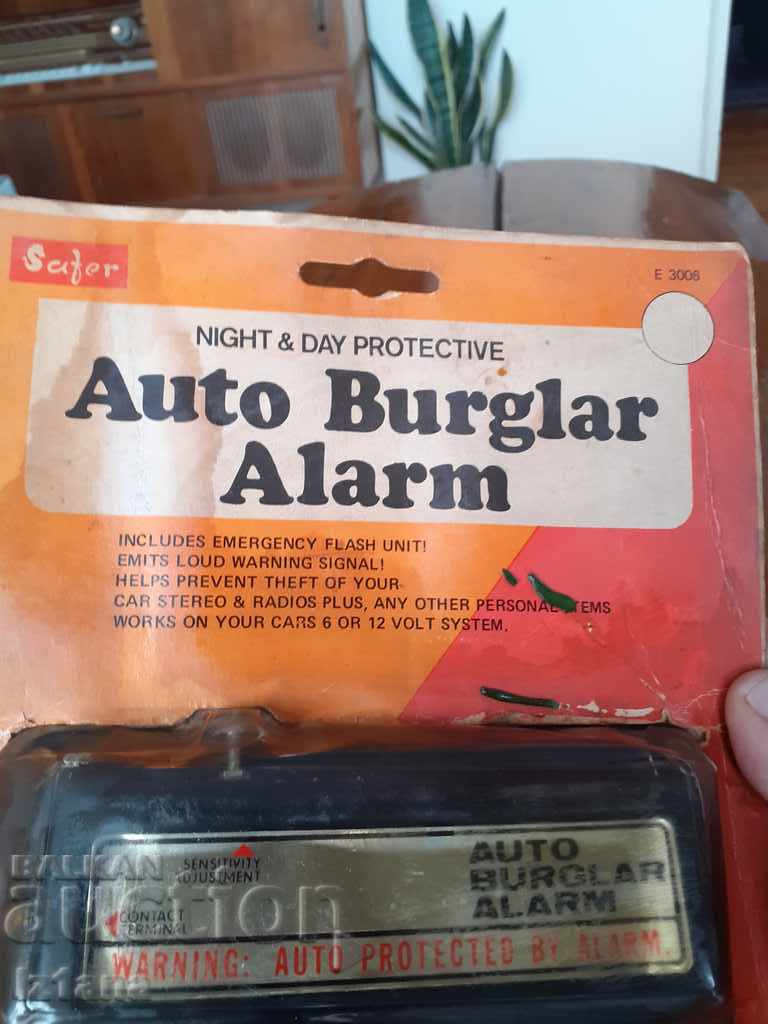 Safer
E 3006
NIGHT & DAY PROTECTIVE
Auto Burglar
Alarm
INCLUDES EMERGENCY FLASH UNIT!
EMITS LOUD WARNING SIGNAL!
HELPS PREVENT THEFT OF YOUR
CAR STEREO & RADIOS PLUS, ANY OTHER PERSONAL ITEMS
WORKS ON YOUR CARS 6 OR 12 VOLT SYSTEM.
SENSITIVITY
ADJUSTMENT
CONTACT
TERMINAL
AUTO
BURGLAR
ALARM
WARNING: AUTO PROTECTED BY ALARM.
BALKAN
auction
iz1ana